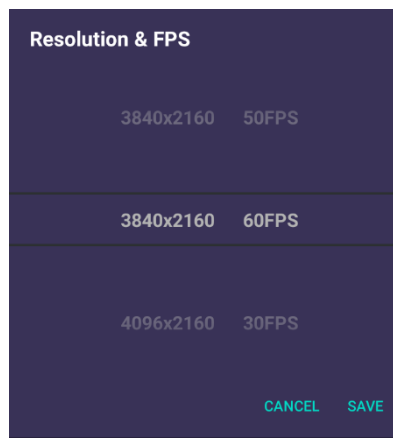 Resolution & FPS
3840x2160 50FPS
3840x2160 60FPS
4096x2160 30FPS
CANCEL SAVE